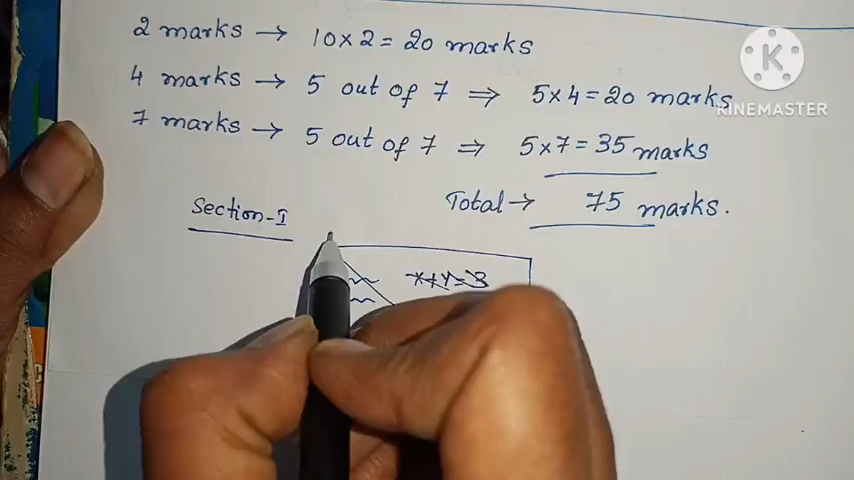 2 marks → 10×2 = 20 marks
4 marks → 5 out of 7 ⇒ 5×4 = 20 marks
7 marks → 5 out of 7 ⇒ 5×7 = 35 marks
Total → 75 marks.
Section-I
x+y=3
K
KINEMASTER